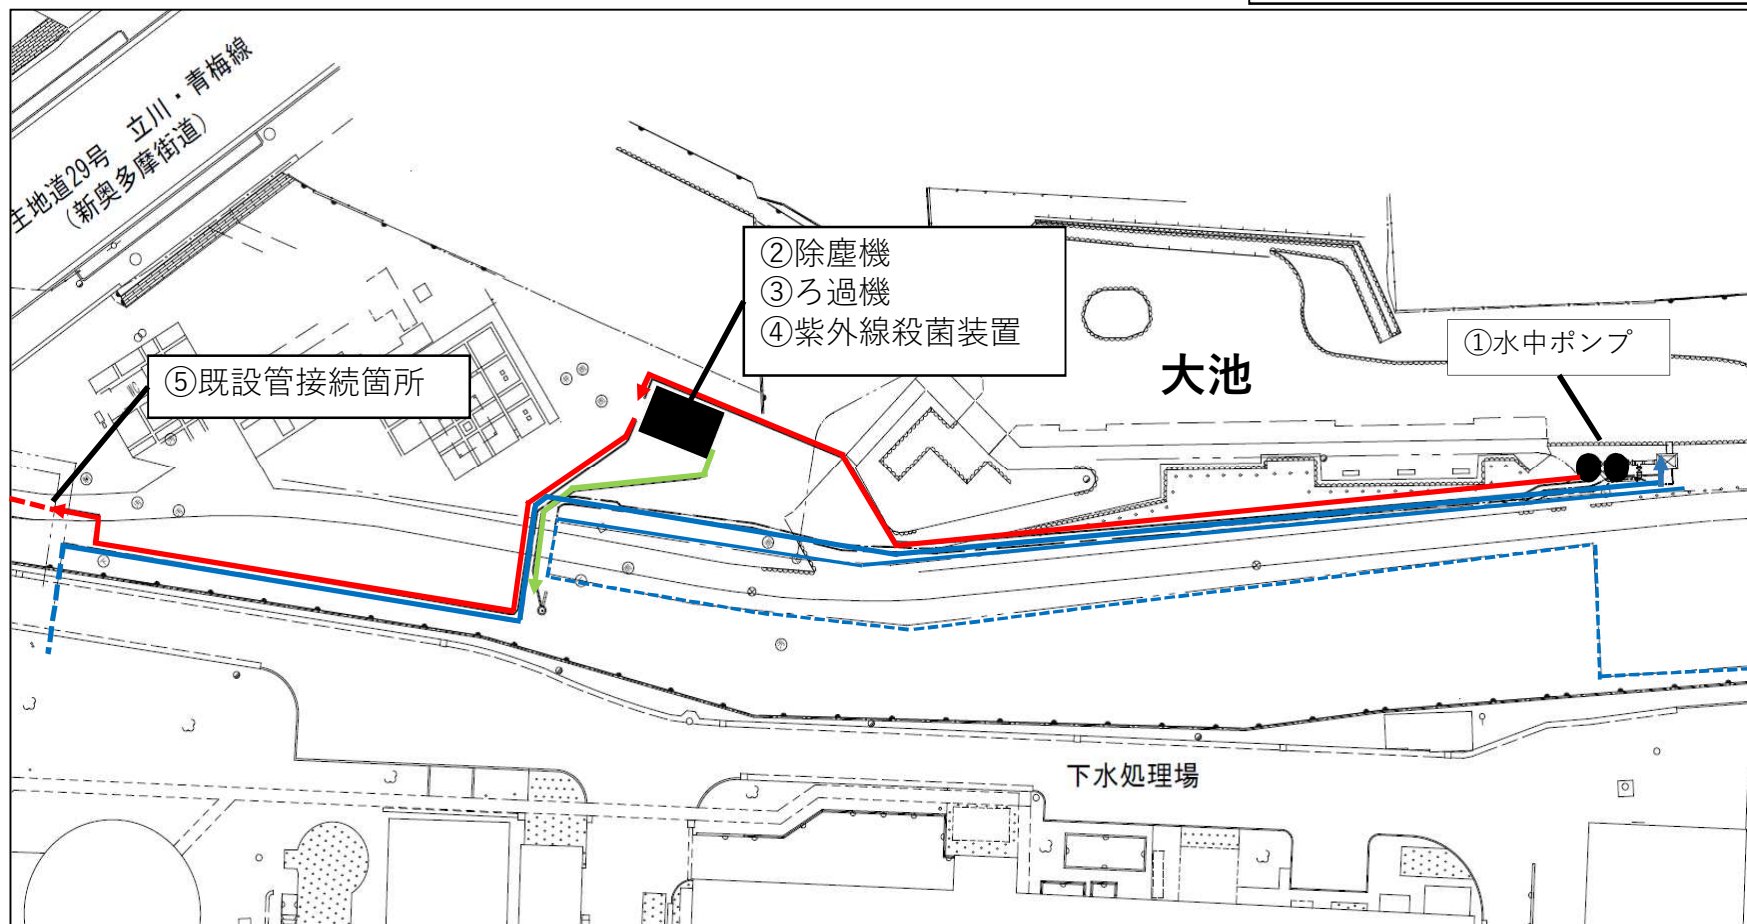 主地道29号 立川・青梅線
(新奥多摩街道)
②除塵機
③ろ過機
④紫外線殺菌装置
①水中ポンプ
大池
⑤既設管接続箇所
下水処理場